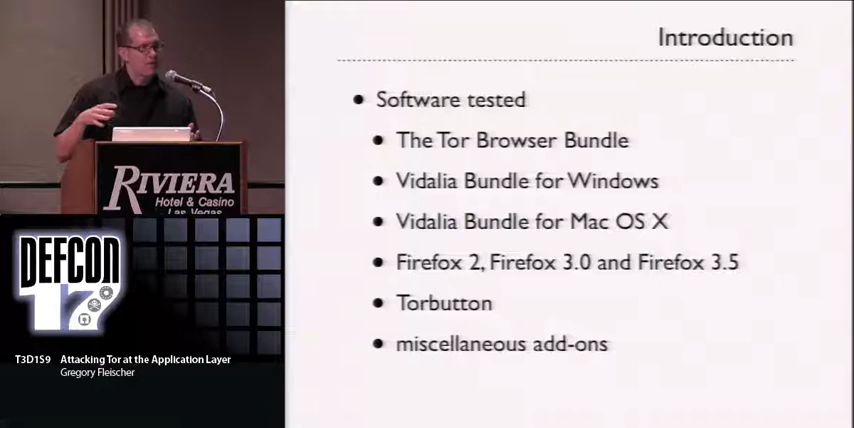 Introduction
• Software tested
• The Tor Browser Bundle
• Vidalia Bundle for Windows
• Vidalia Bundle for Mac OS X
• Firefox 2, Firefox 3.0 and Firefox 3.5
• Torbutton
• miscellaneous add-ons
RIVIERA
Hotel & Casino
Las Vegas
DEFCON
17
T3D1S9 Attacking Tor at the Application Layer
Gregory Fleischer